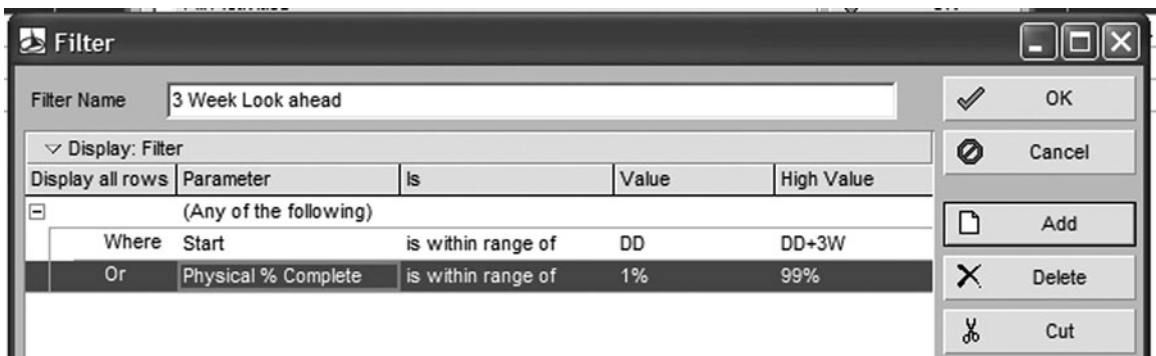 Filter
Filter Name 3 Week Look ahead
OK
Display: Filter
Cancel
Display all rows Parameter Is Value High Value
(Any of the following)
Add
Where Start is within range of DD DD+3W
Or Physical % Complete is within range of 1% 99%
Delete
Cut